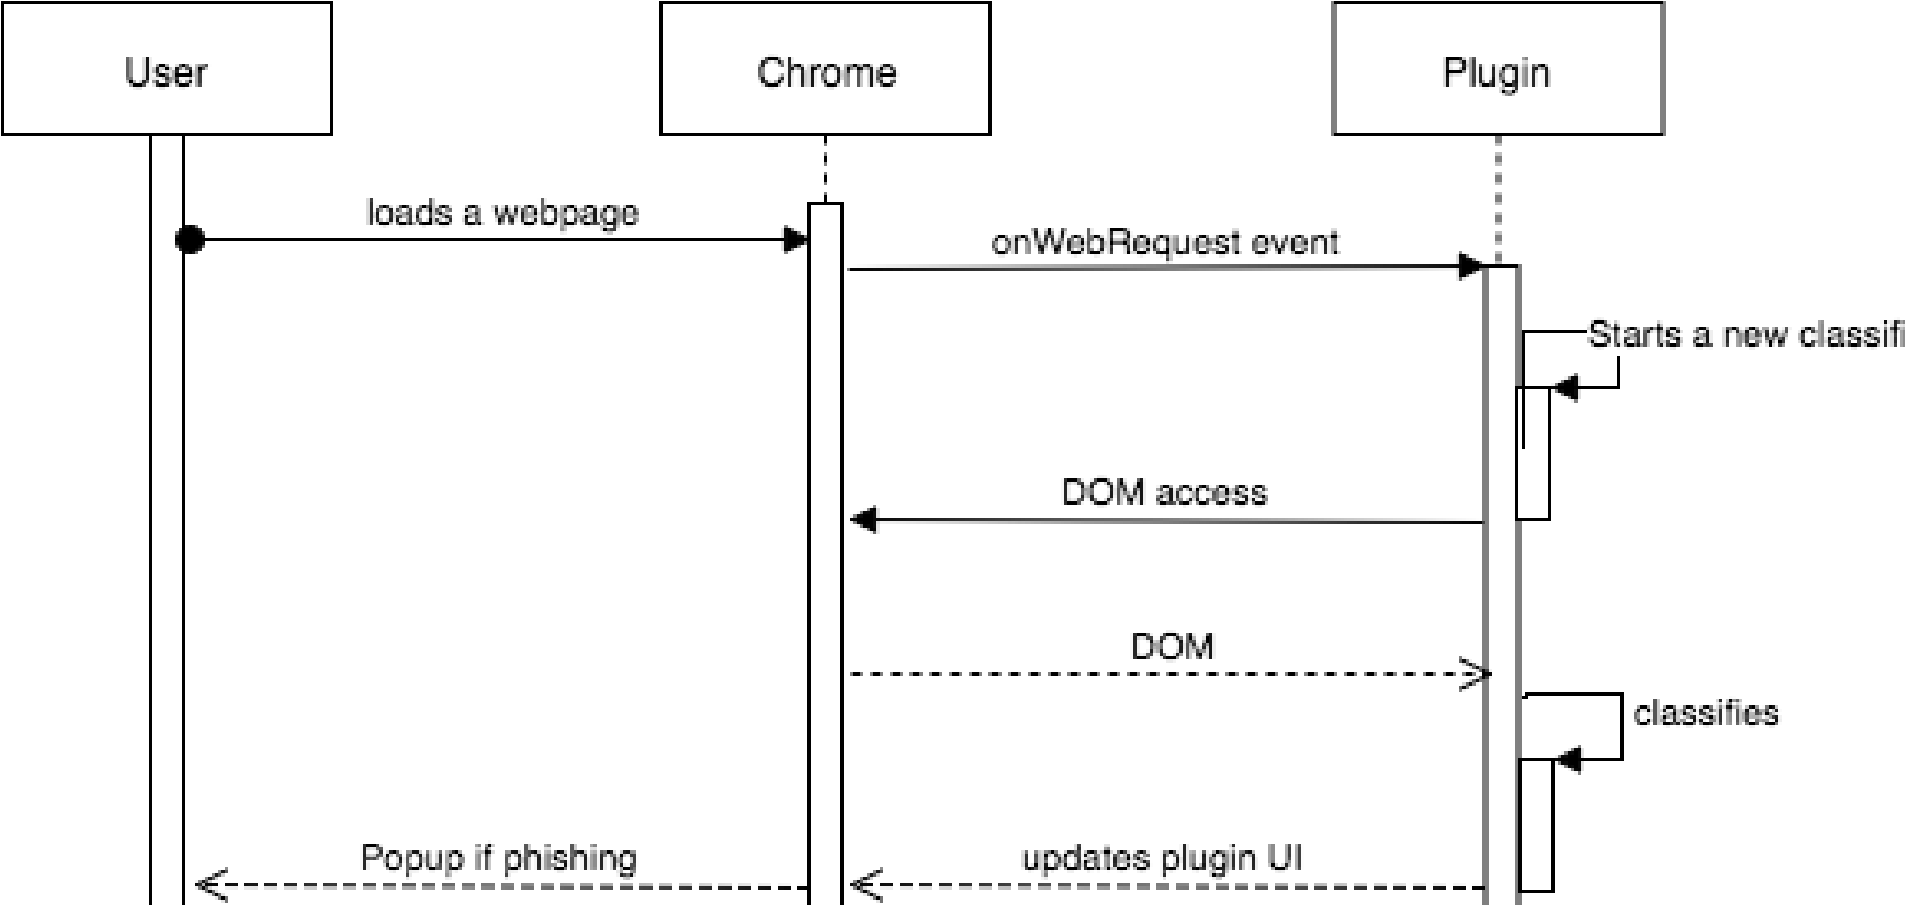 User
Chrome
Plugin
loads a webpage
onWebRequest event
Starts a new classifi
DOM access
DOM
classifies
Popup if phishing
updates plugin UI